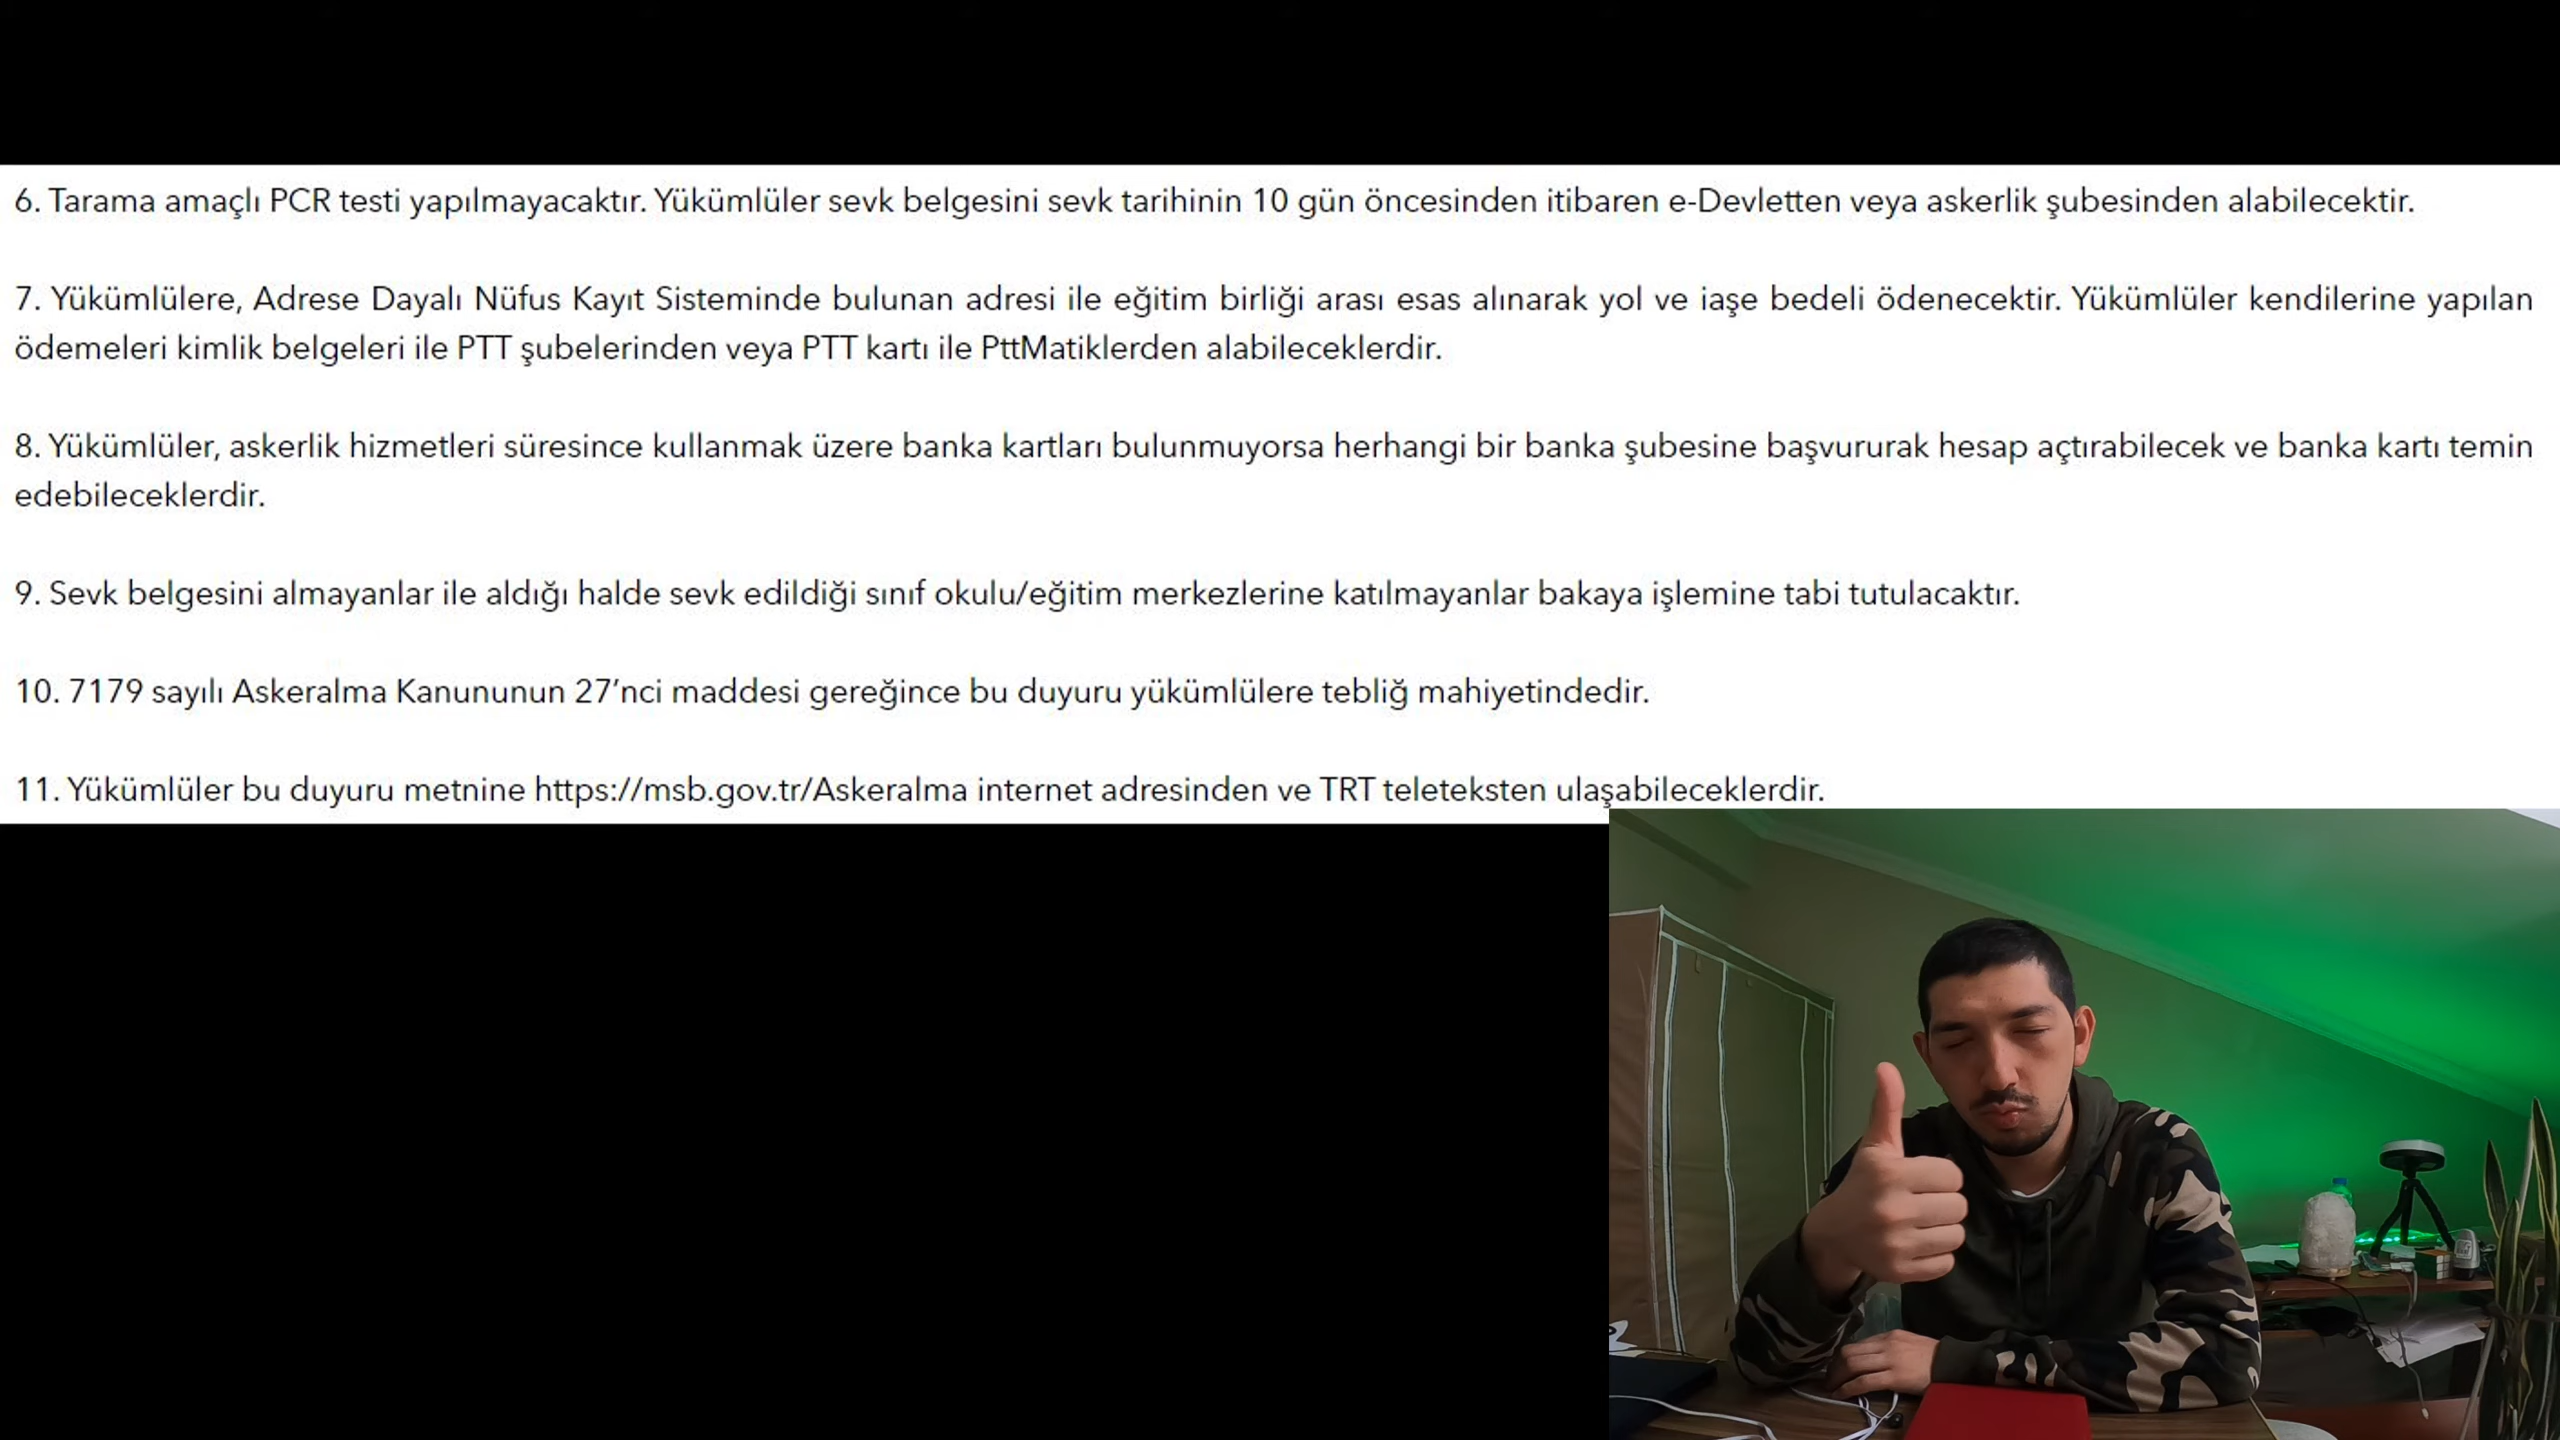 6. Tarama amaçlı PCR testi yapılmayacaktır. Yükümlüler sevk belgesini sevk tarihinin 10 gün öncesinden itibaren e-Devletten veya askerlik şubesinden alabilecektir.
7. Yükümlülere, Adrese Dayalı Nüfus Kayıt Sisteminde bulunan adresi ile eğitim birliği arası esas alınarak yol ve iaşe bedeli ödenecektir. Yükümlüler kendilerine yapılan
ödemeleri kimlik belgeleri ile PTT şubelerinden veya PTT kartı ile PttMatiklerden alabileceklerdir.
8. Yükümlüler, askerlik hizmetleri süresince kullanmak üzere banka kartları bulunmuyorsa herhangi bir banka şubesine başvururak hesap açtırabilecek ve banka kartı temin
edebileceklerdir.
9. Sevk belgesini almayanlar ile aldığı halde sevk edildiği sınıf okulu/eğitim merkezlerine katılmayanlar bakaya işlemine tabi tutulacaktır.
10. 7179 sayılı Askeralma Kanununun 27’nci maddesi gereğince bu duyuru yükümlülere tebliğ mahiyetindedir.
11. Yükümlüler bu duyuru metnine https://msb.gov.tr/Askeralma internet adresinden ve TRT teleteksten ulaşabileceklerdir.